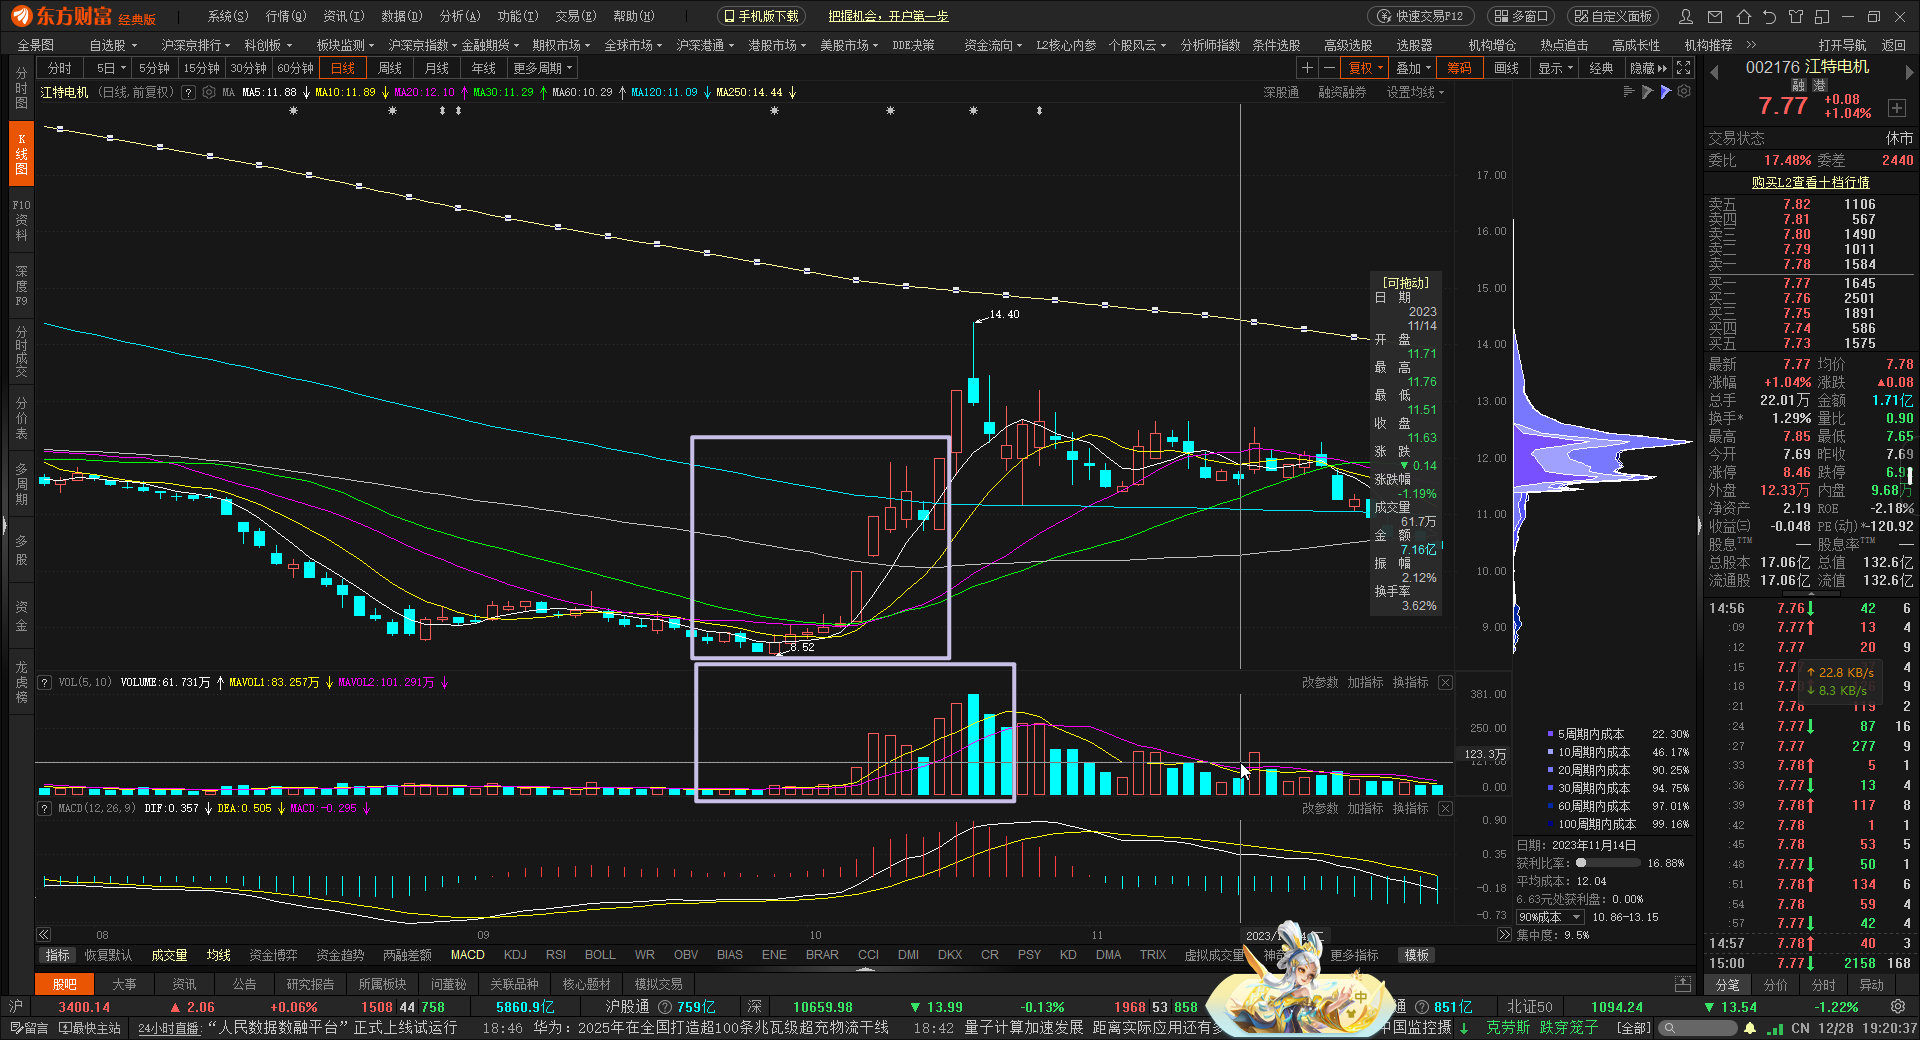 东方财富 经典版 系统(S) 行情(Q) 资讯(I) 数据(D) 分析(A) 功能(T) 交易(E) 帮助(H) 手机版下载 把握机会，开户第一步 快速交易F12 多窗口 自定义面板
全景图 自选股 沪深京排行 科创板 板块监测 沪深京指数 金融期货 期权市场 全球市场 沪深港通 港股市场 美股市场 DDE决策 资金流向 L2核心内参 个股风云 分析师指数 条件选股 高级选股 选股器 机构增仓 热点追击 高成长性 机构推荐 >> 打开导航 返回
分时 5日 5分钟 15分钟 30分钟 60分钟 日线 周线 月线 年线 更多周期 + － 复权 叠加 筹码 画线 显示 经典 隐藏
江特电机 (日线,前复权) ? MA MA5:11.88 ↓ MA10:11.89 ↓ MA20:12.10 ↑ MA30:11.29 ↑ MA60:10.29 ↑ MA120:11.09 ↓ MA250:14.44 ↓ 深股通 融资融券 设置均线
分时图
K线图
F10资料
深度F9
分时成交
分价表
多周期
多股
资金
龙虎榜
14.40
8.52
17.00
16.00
15.00
14.00
13.00
12.00
11.00
10.00
9.00
[可拖动]
日 期
2023
11/14
开 盘
11.71
最 高
11.76
最 低
11.51
收 盘
11.63
涨 跌
▼0.14
涨跌幅
-1.19%
成交量
61.7万
金 额
7.16亿
振 幅
2.12%
换手率
3.62%
? VOL(5,10) VOLUME:61.731万 ↑ MAVOL1:83.257万 ↓ MAVOL2:101.291万 ↓ 改参数 加指标 换指标
381.00
250.00
123.3万
0.00
? MACD(12,26,9) DIF:0.357 ↓ DEA:0.505 ↓ MACD:-0.295 ↓ 改参数 加指标 换指标
0.90
0.35
-0.18
-0.73
08 09 10 11
指标 恢复默认 成交量 均线 资金博弈 资金趋势 两融差额 MACD KDJ RSI BOLL WR OBV BIAS ENE BRAR CCI DMI DKX CR PSY KD DMA TRIX 虚拟成交量 更多指标 模板
5周期内成本 22.30%
10周期内成本 46.17%
20周期内成本 90.25%
30周期内成本 94.75%
60周期内成本 97.01%
100周期内成本 99.16%
日期: 2023年11月14日
获利比率: 16.88%
平均成本: 12.04
6.63元处获利盘: 0.00%
90%成本 10.86-13.15
集中度: 9.5%
002176 江特电机
融 港
7.77 +0.08
+1.04%
交易状态 休市
委比 17.48% 委差 2440
购买L2查看十档行情
卖五 7.82 1106
卖四 7.81 567
卖三 7.80 1490
卖二 7.79 1011
卖一 7.78 1584
买一 7.77 1645
买二 7.76 2501
买三 7.75 1891
买四 7.74 586
买五 7.73 1575
最新 7.77 均价 7.78
涨幅 +1.04% 涨跌 ▲0.08
总手 22.01万 金额 1.71亿
换手* 1.29% 量比 0.90
最高 7.85 最低 7.65
今开 7.69 昨收 7.69
涨停 8.46 跌停
外盘 12.33万 内盘 9.68万
净资产 2.19 ROE -2.18%
收益㈢ -0.048 PE(动)* -120.92
股息TTM — 股息率TTM —
总股本 17.06亿 总值 132.6亿
流通股 17.06亿 流值 132.6亿
14:56 7.76↓ 42 6
:09 7.77↑ 13 4
:12 7.77 20 9
:15 4
↑ 22.8 KB/s
:18 9
↓ 8.3 KB/s
:21 7.76 119 2
:24 7.77↓ 87 16
:27 7.77 277 9
:33 7.78↑ 5 1
:36 7.77↓ 13 4
:39 7.78↑ 117 8
:42 7.78 1 1
:45 7.78 53 5
:48 7.77↓ 50 1
:51 7.78↑ 134 6
:54 7.78 59 4
:57 7.77↓ 42 4
14:57 7.78↑ 40 3
15:00 7.77↓ 2158 168
分笔 分价 分时 异动
股吧 大事 资讯 公告 研究报告 所属板块 问董秘 关联品种 核心题材 模拟交易
沪 3400.14 ▲2.06 +0.06% 1508 44 758 5860.9亿 沪股通 ? 759亿 深 10659.98 ▼13.99 -0.13% 1968 53 858 通 ? 851亿 北证50 1094.24 ▼13.54 -1.22%
留言 最快主站 24小时直播: “人民数据数融平台”正式上线试运行 18:46 华为: 2025年在全国打造超100条兆瓦级超充物流干线 18:42 量子计算加速发展 距离实际应用还有多 中国监控摄 ↓ 克劳斯 跌穿笼子 [全部] CN 12/28 19:20:37
中